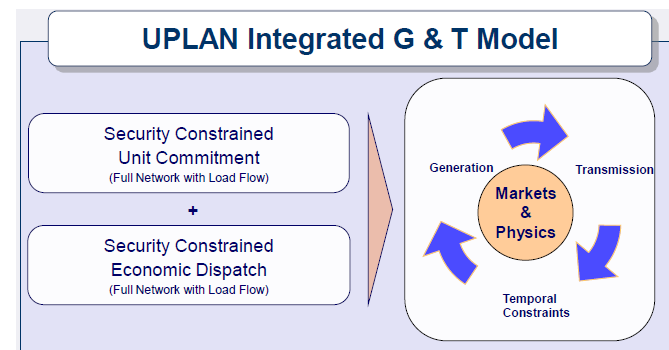 UPLAN Integrated G & T Model
Security Constrained
Unit Commitment
(Full Network with Load Flow)
+
Security Constrained
Economic Dispatch
(Full Network with Load Flow)
Generation
Transmission
Markets
&
Physics
Temporal
Constraints